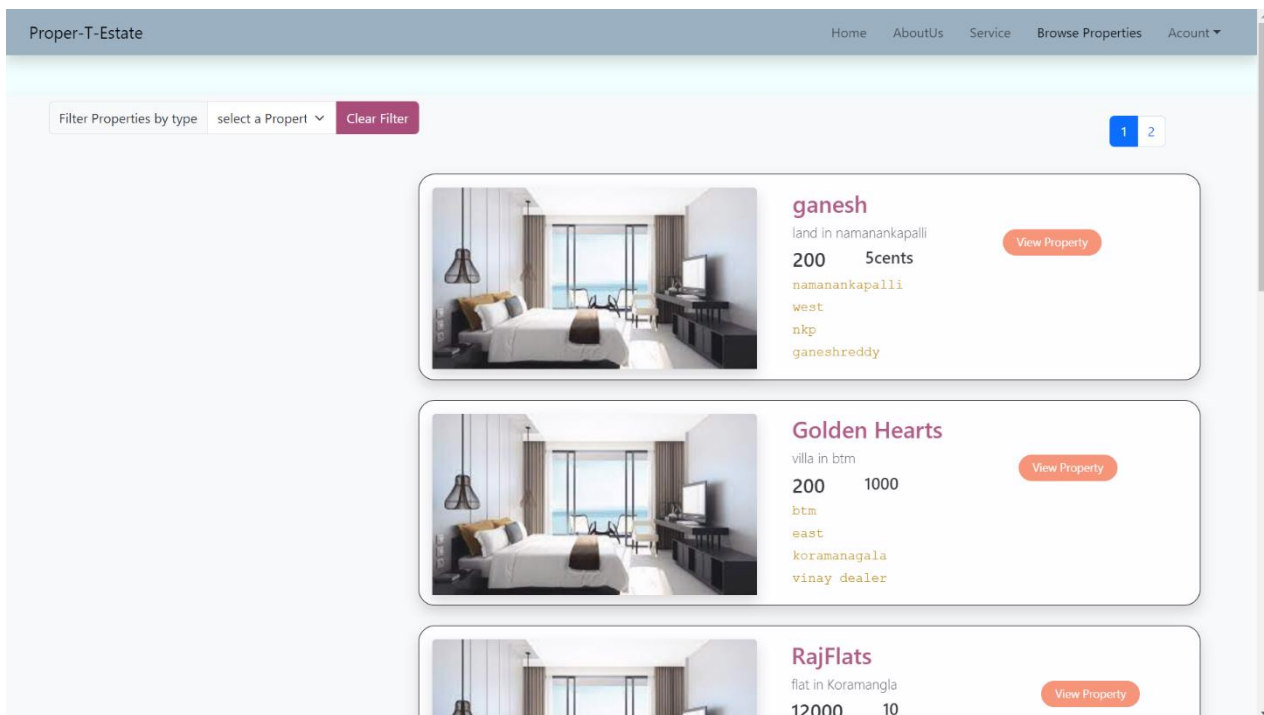 Proper-T-Estate
Home AboutUs Service Browse Properties Acount
Filter Properties by type select a Propert Clear Filter
1 2
ganesh
land in namanankapalli
View Property
200 5cents
namanankapalli
west
nkp
ganeshreddy
Golden Hearts
villa in btm
View Property
200 1000
btm
east
koramanagala
vinay dealer
RajFlats
flat in Koramangla
View Property
12000 10